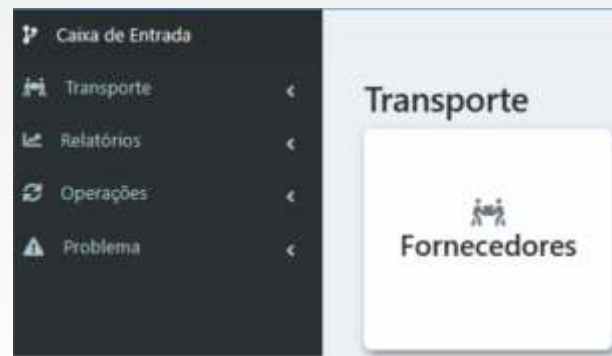 Caixa de Entrada
Transporte
Relatórios
Operações
Problema
Transporte
Fornecedores